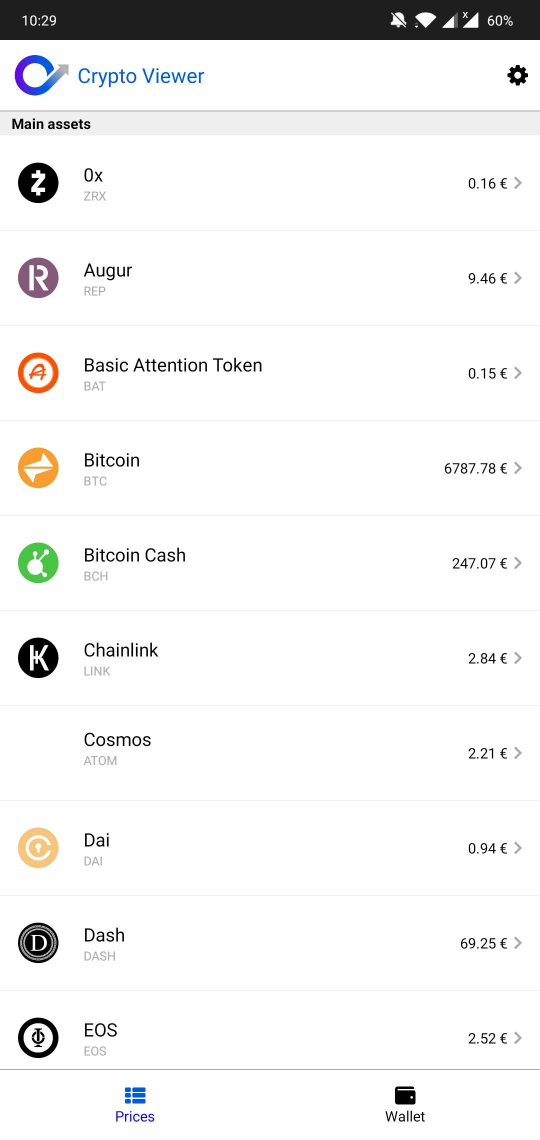 10:29
x
60%
Crypto Viewer
Main assets
0x
ZRX
0.16 €
Augur
REP
9.46 €
Basic Attention Token
BAT
0.15 €
Bitcoin
BTC
6787.78 €
Bitcoin Cash
BCH
247.07 €
Chainlink
LINK
2.84 €
Cosmos
ATOM
2.21 €
Dai
DAI
0.94 €
Dash
DASH
69.25 €
EOS
EOS
2.52 €
Prices
Wallet